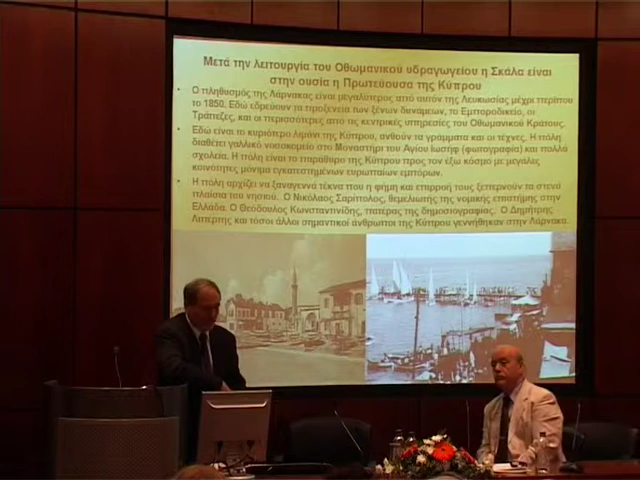 Μετά την λειτουργία του Οθωμανικού υδραγωγείου η Σκάλα είναι
στην ουσία η Πρωτεύουσα της Κύπρου
• Ο πληθυσμός της Λάρνακας είναι μεγαλύτερος από αυτόν της Λευκωσίας μέχρι περίπου
το 1850. Εδώ εδρεύουν τα προξενεία των ξένων δυνάμεων, το Εμποροδικείο, οι
Τράπεζες, και οι περισσότερες από τις κεντρικές υπηρεσίες του Οθωμανικού Κράτους.
• Εδώ είναι το κυριότερο λιμάνι της Κύπρου, ανθούν τα γράμματα και οι τέχνες. Η πόλη
διαθέτει γαλλικό νοσοκομείο στο Μοναστήρι του Αγίου Ιωσήφ (φωτογραφία) και πολλά
σχολεία. Η πόλη είναι το παράθυρο της Κύπρου προς τον έξω κόσμο με μεγάλες
κοινότητες μόνιμα εγκατεστημένων ευρωπαίων εμπόρων.
• Η πόλη αρχίζει να ξαναγεννά τέκνα που η φήμη και επιρροή τους ξεπερνούν τα στενά
πλαίσια του νησιού. Ο Νικόλαος Σαρίπολος, θεμελιωτής της νομικής επιστήμης στην
Ελλάδα. Ο Θεόδουλος Κωνσταντινίδης, πατέρας της δημοσιογραφίας. Ο Δημήτρης
Λιπέρτης και τόσοι άλλοι σημαντικοί άνθρωποι της Κύπρου γεννήθηκαν στην Λάρνακα.